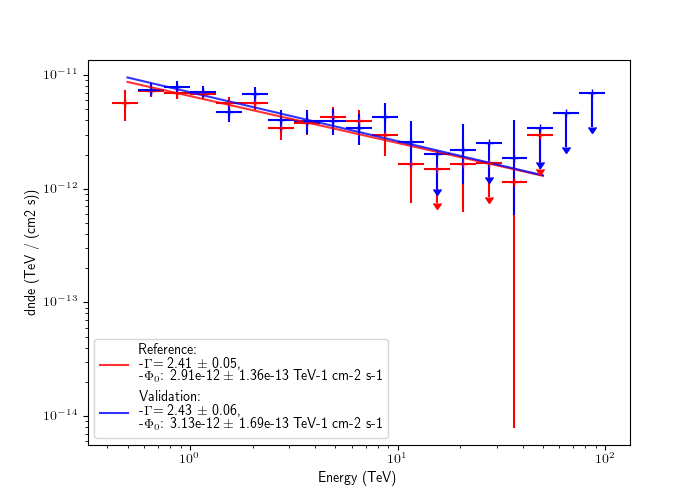 10⁻¹¹
10⁻¹²
10⁻¹³
10⁻¹⁴
dnde (TeV / (cm2 s))
Reference:
-Γ= 2.41 ± 0.05,
-Φ₀: 2.91e-12 ± 1.36e-13 TeV-1 cm-2 s-1
Validation:
-Γ= 2.43 ± 0.06,
-Φ₀: 3.13e-12 ± 1.69e-13 TeV-1 cm-2 s-1
10⁰ 10¹ 10²
Energy (TeV)